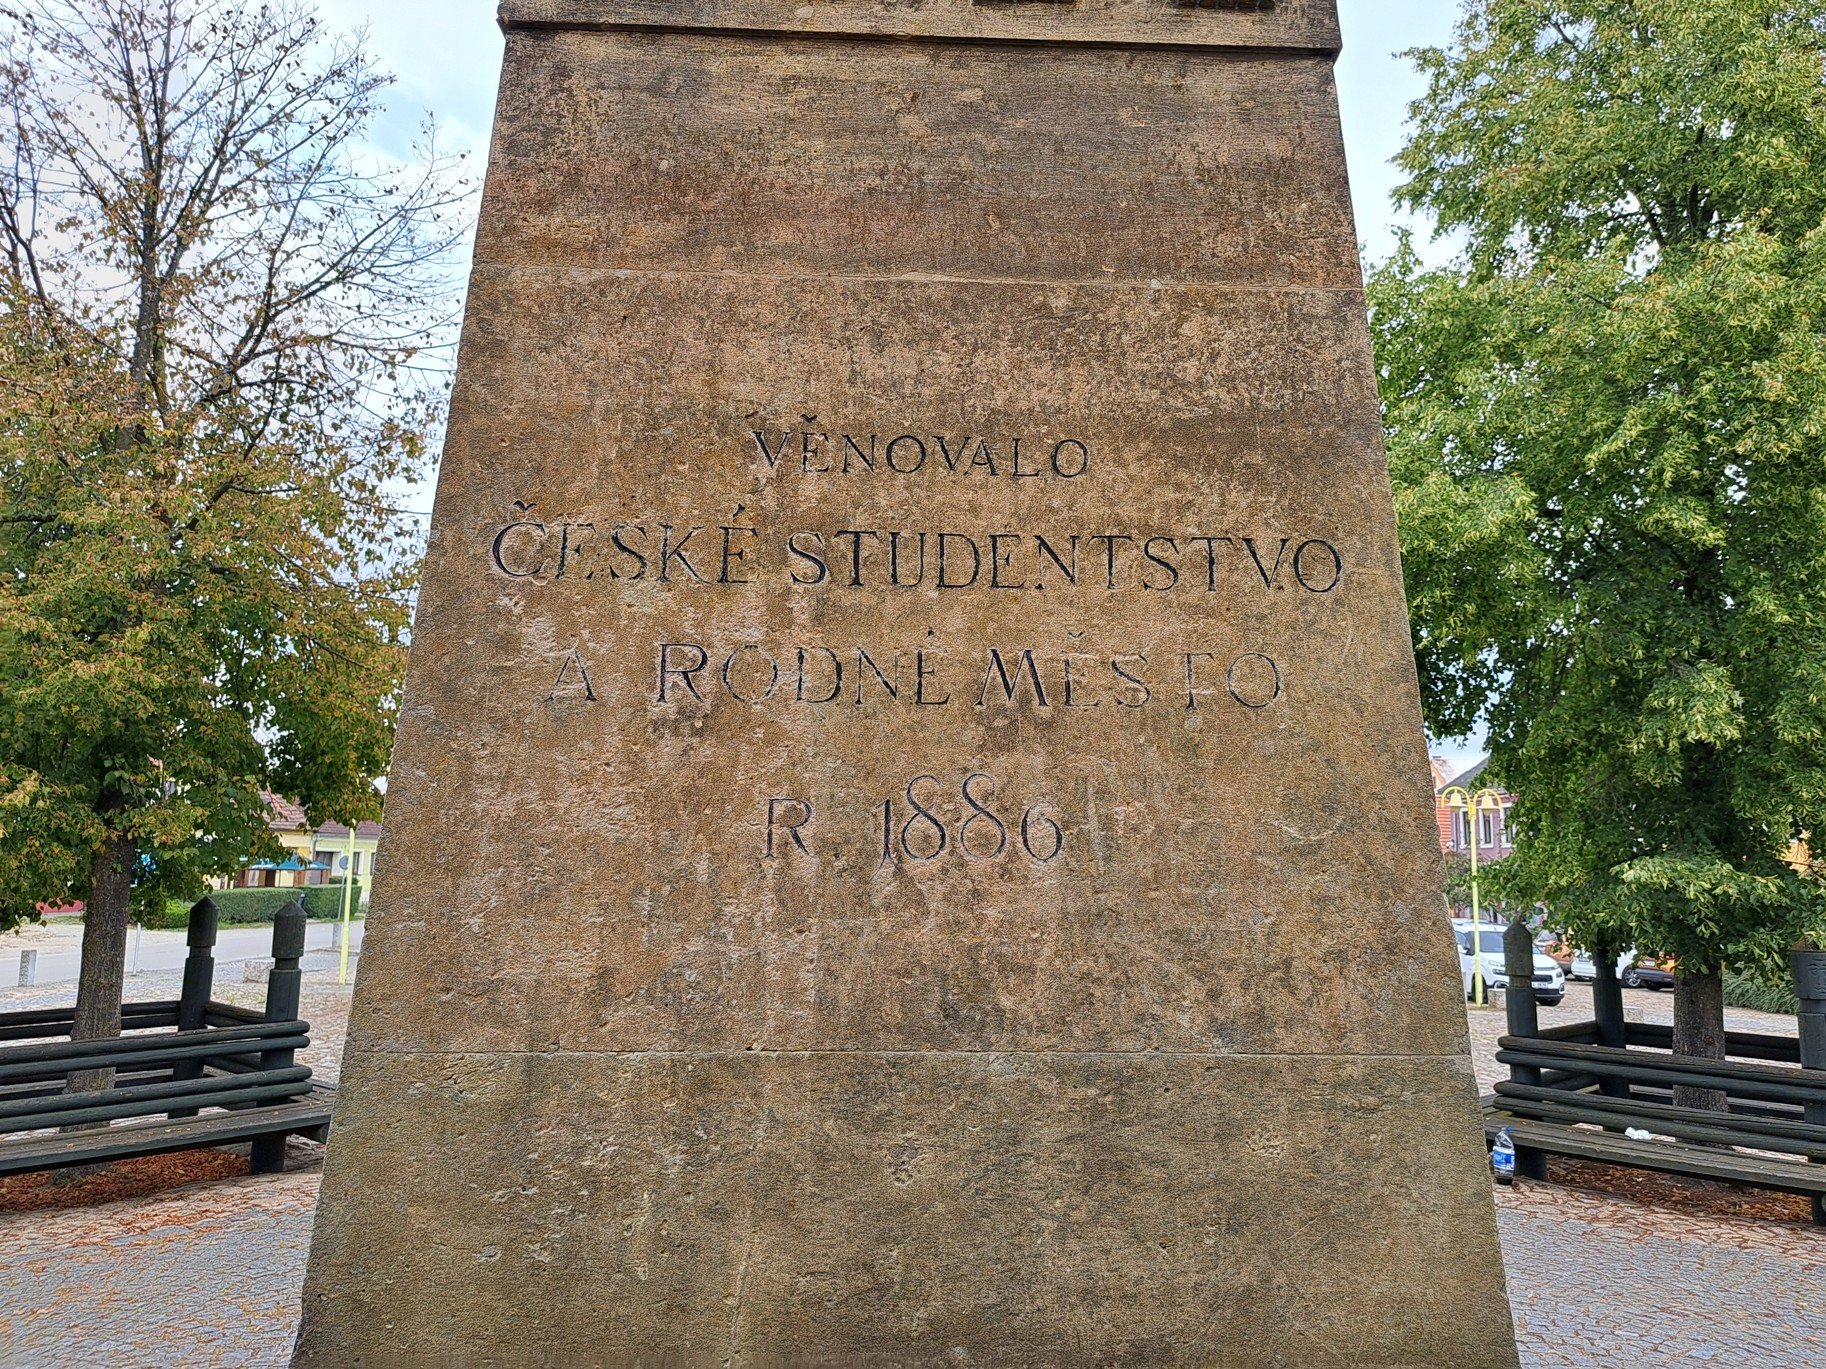 VĚNOVALO
ČESKÉ STUDENTSTVO
A RODNÉ MĚSTO
R. 1886